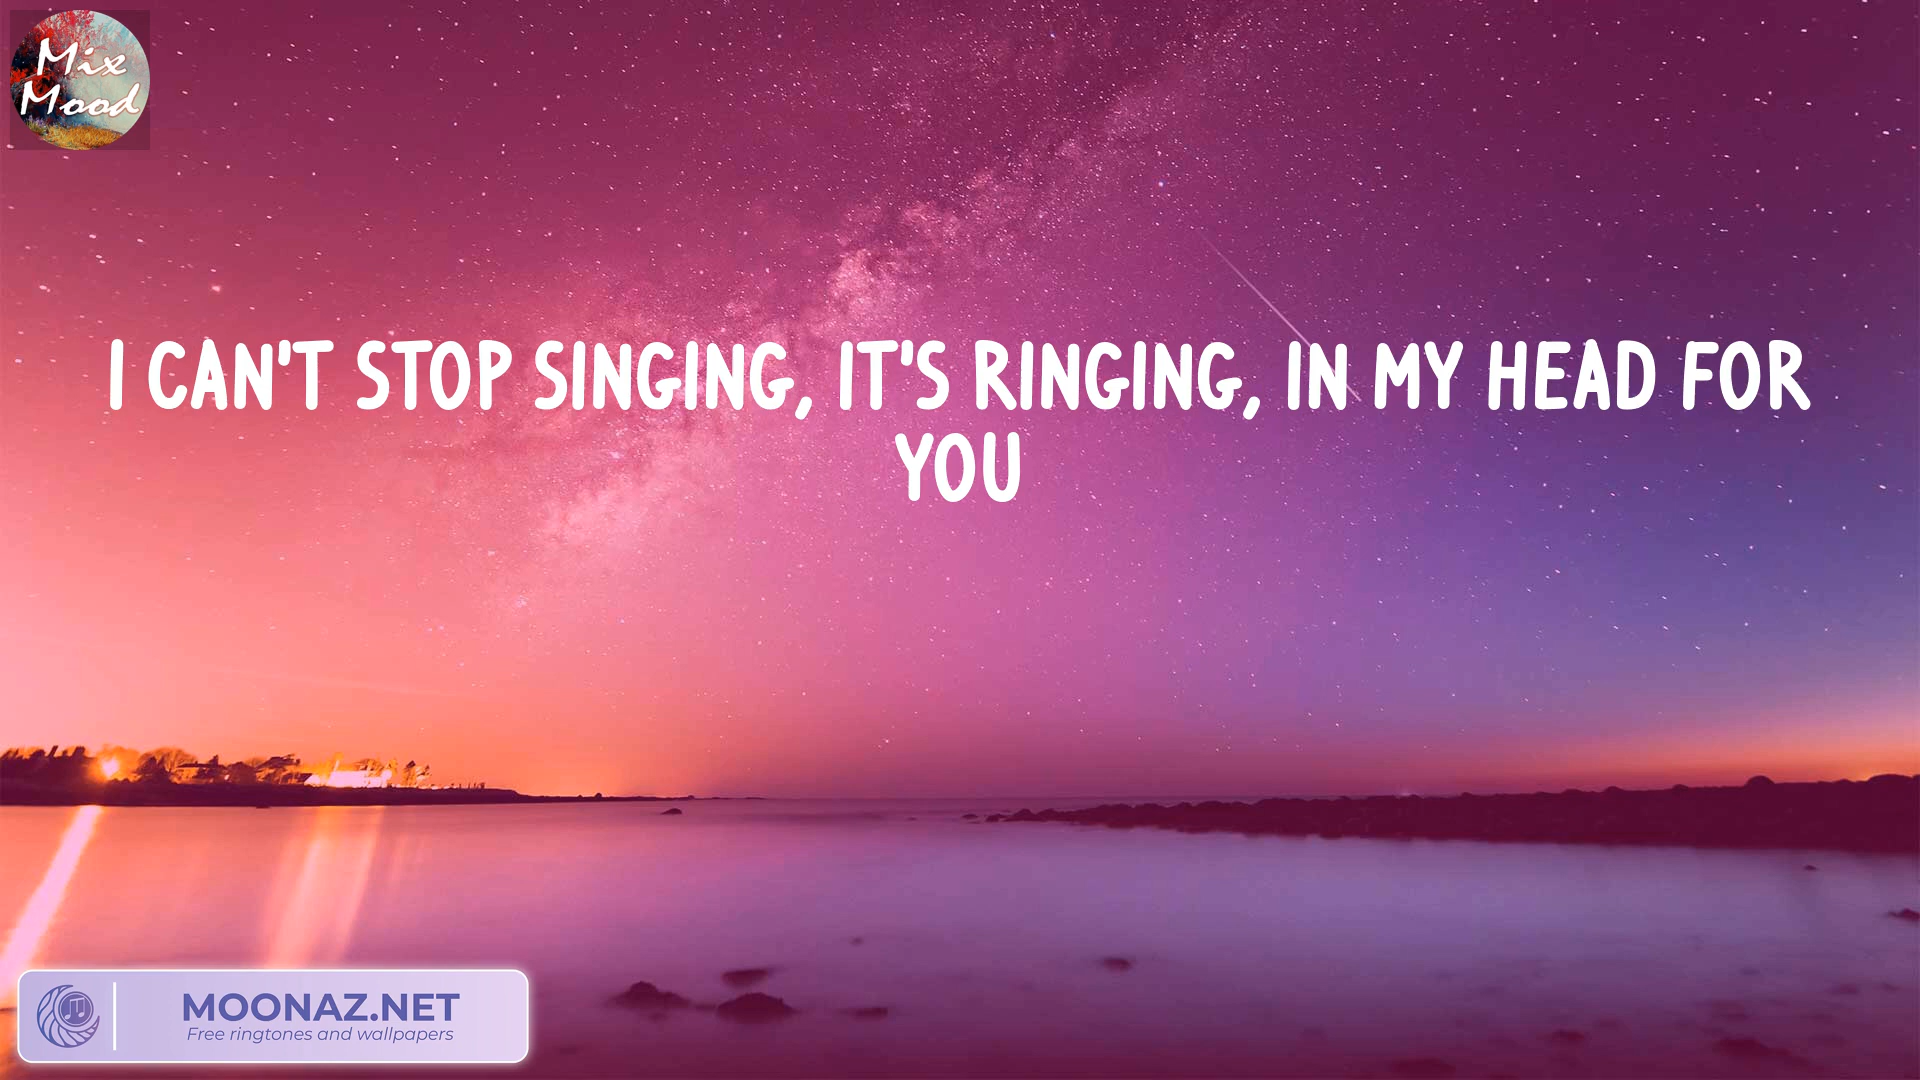 Mix
Mood
I CAN'T STOP SINGING, IT'S RINGING, IN MY HEAD FOR
YOU
MOONAZ.NET
Free ringtones and wallpapers